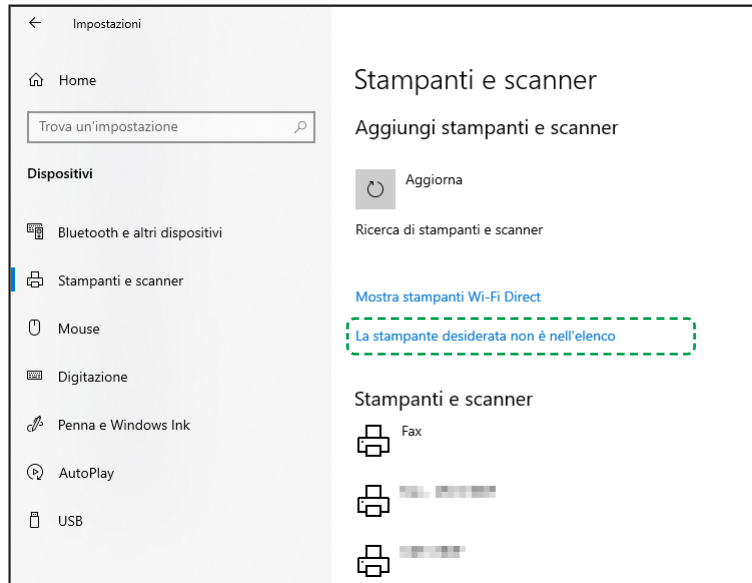 Impostazioni
Home
Trova un'impostazione
Dispositivi
Bluetooth e altri dispositivi
Stampanti e scanner
Mouse
Digitazione
Penna e Windows Ink
AutoPlay
USB
Stampanti e scanner
Aggiungi stampanti e scanner
Aggiorna
Ricerca di stampanti e scanner
Mostra stampanti Wi-Fi Direct
La stampante desiderata non è nell'elenco
Stampanti e scanner
Fax